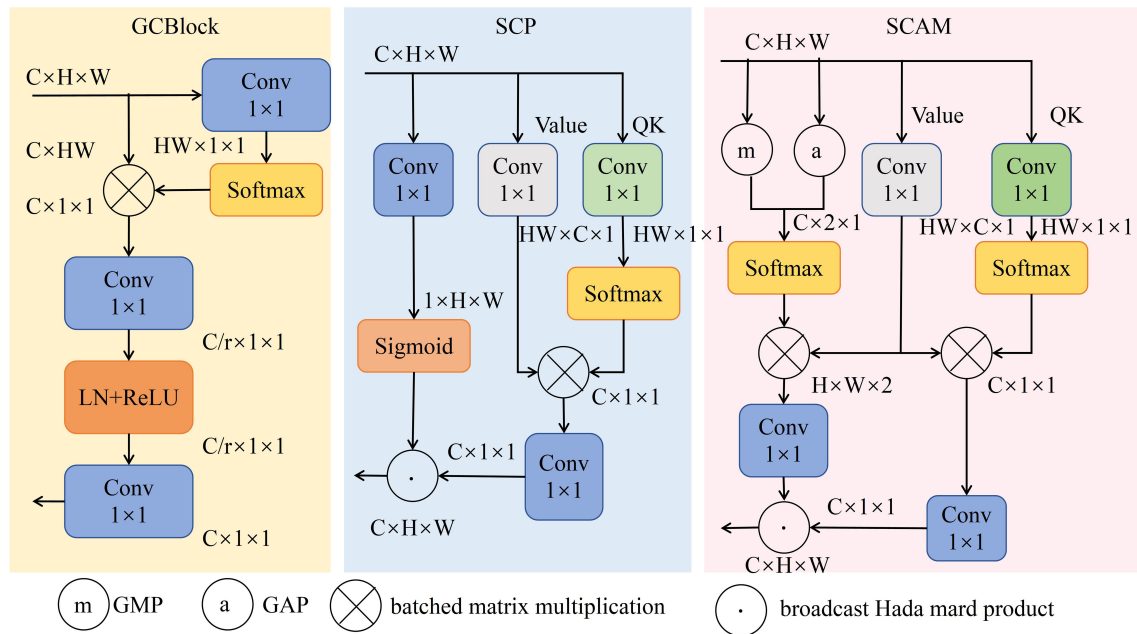 GCBlock
C×H×W
Conv
1×1
C×HW
HW×1×1
Softmax
C×1×1
Conv
1×1
C/r×1×1
LN+ReLU
C/r×1×1
Conv
1×1
C×1×1
SCP
C×H×W
Value
QK
Conv
1×1
Conv
1×1
Conv
1×1
HW×C×1
HW×1×1
Softmax
1×H×W
Sigmoid
C×1×1
C×1×1
Conv
1×1
.
C×H×W
SCAM
C×H×W
Value
QK
m
a
Conv
1×1
Conv
1×1
C×2×1
HW×C×1
HW×1×1
Softmax
Softmax
H×W×2
C×1×1
Conv
1×1
C×1×1
Conv
1×1
.
C×H×W
m GMP
a GAP
batched matrix multiplication
. broadcast Hada mard product